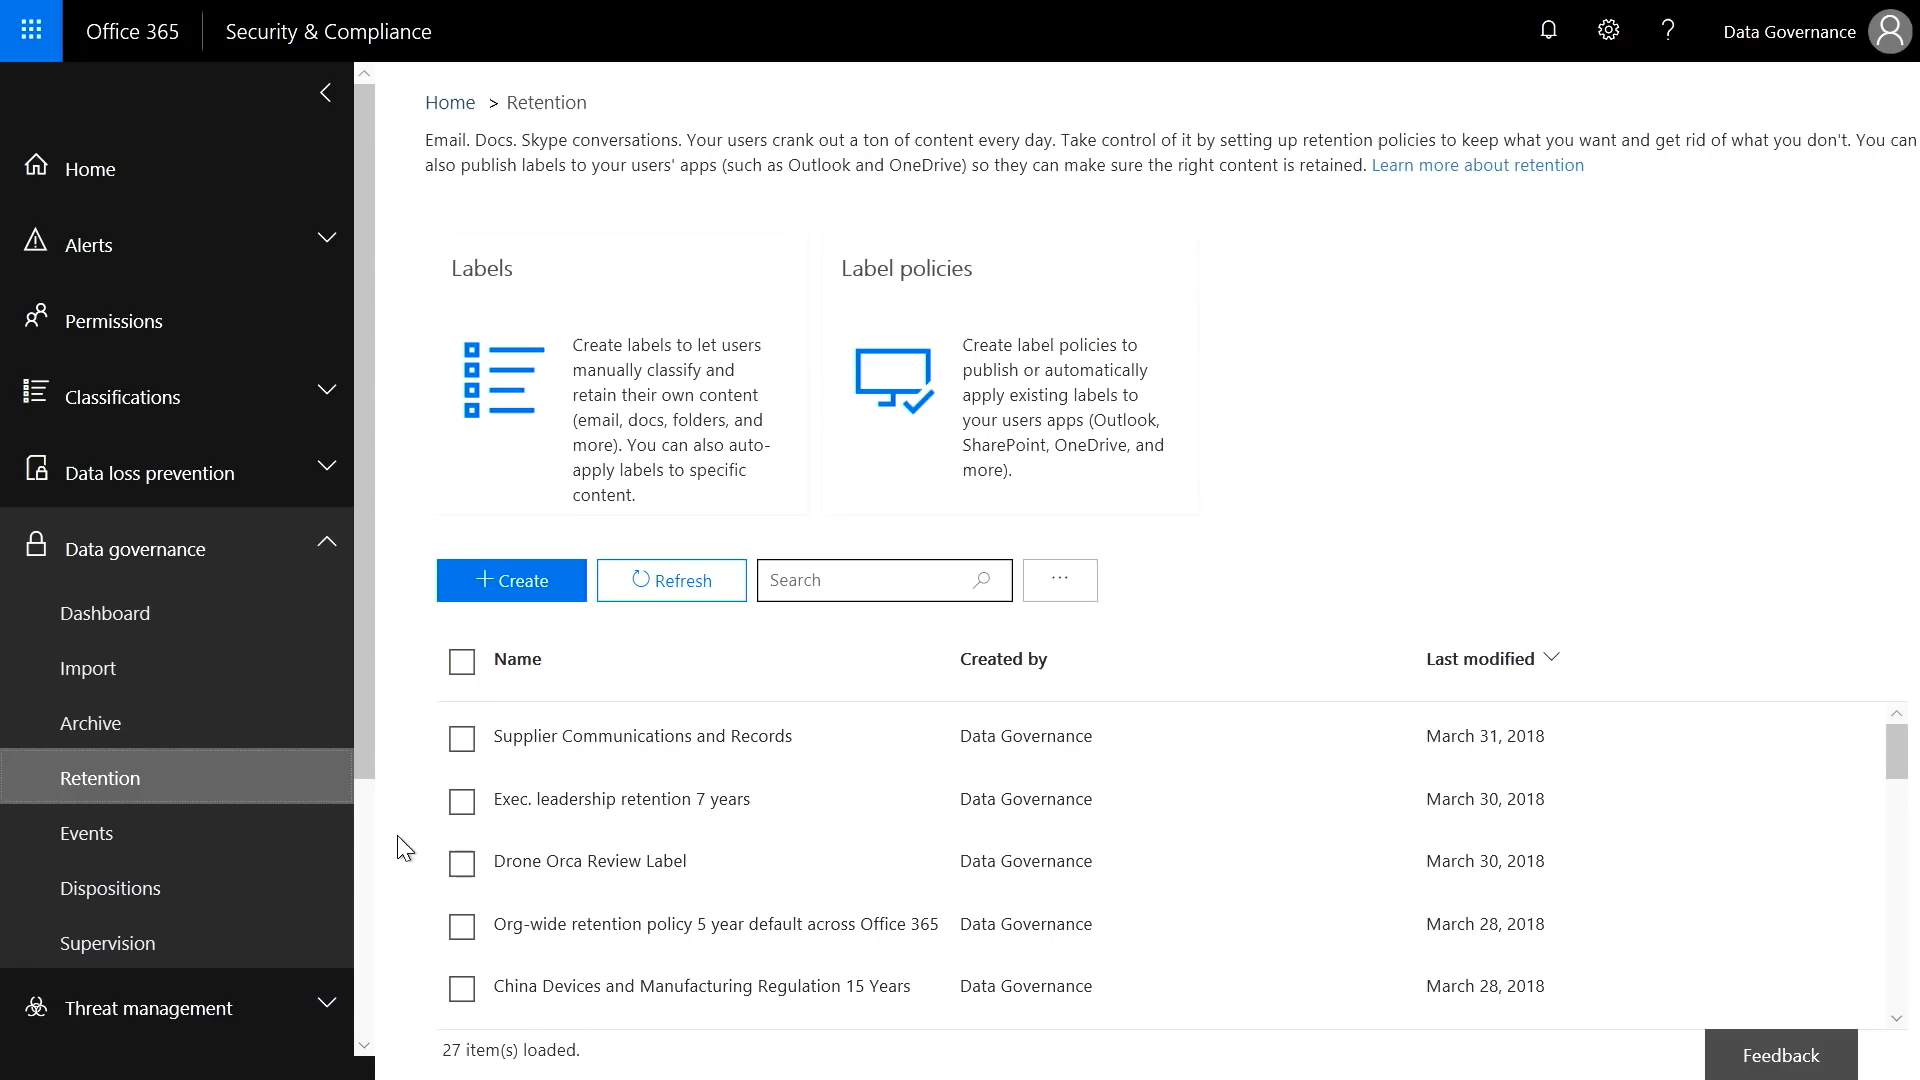 Office 365 Security & Compliance Data Governance
Home
Alerts
Permissions
Classifications
Data loss prevention
Data governance
Dashboard
Import
Archive
Retention
Events
Dispositions
Supervision
Threat management
Home > Retention
Email. Docs. Skype conversations. Your users crank out a ton of content every day. Take control of it by setting up retention policies to keep what you want and get rid of what you don't. You can
also publish labels to your users' apps (such as Outlook and OneDrive) so they can make sure the right content is retained. Learn more about retention
Labels
Create labels to let users
manually classify and
retain their own content
(email, docs, folders, and
more). You can also auto-
apply labels to specific
content.
Label policies
Create label policies to
publish or automatically
apply existing labels to
your users apps (Outlook,
SharePoint, OneDrive, and
more).
+ Create Refresh Search ...
Name Created by Last modified
Supplier Communications and Records Data Governance March 31, 2018
Exec. leadership retention 7 years Data Governance March 30, 2018
Drone Orca Review Label Data Governance March 30, 2018
Org-wide retention policy 5 year default across Office 365 Data Governance March 28, 2018
China Devices and Manufacturing Regulation 15 Years Data Governance March 28, 2018
27 item(s) loaded.
Feedback